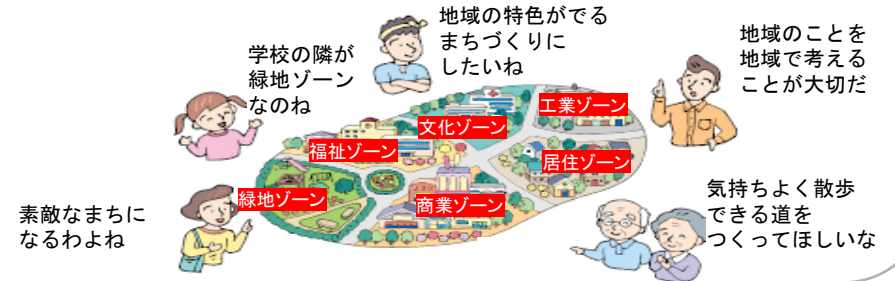 地域の特色がでる
まちづくりに
したいね
学校の隣が
緑地ゾーン
なのね
地域のことを
地域で考える
ことが大切だ
工業ゾーン
文化ゾーン
福祉ゾーン
居住ゾーン
緑地ゾーン
商業ゾーン
素敵なまちに
なるわよね
気持ちよく散歩
できる道を
つくってほしいな